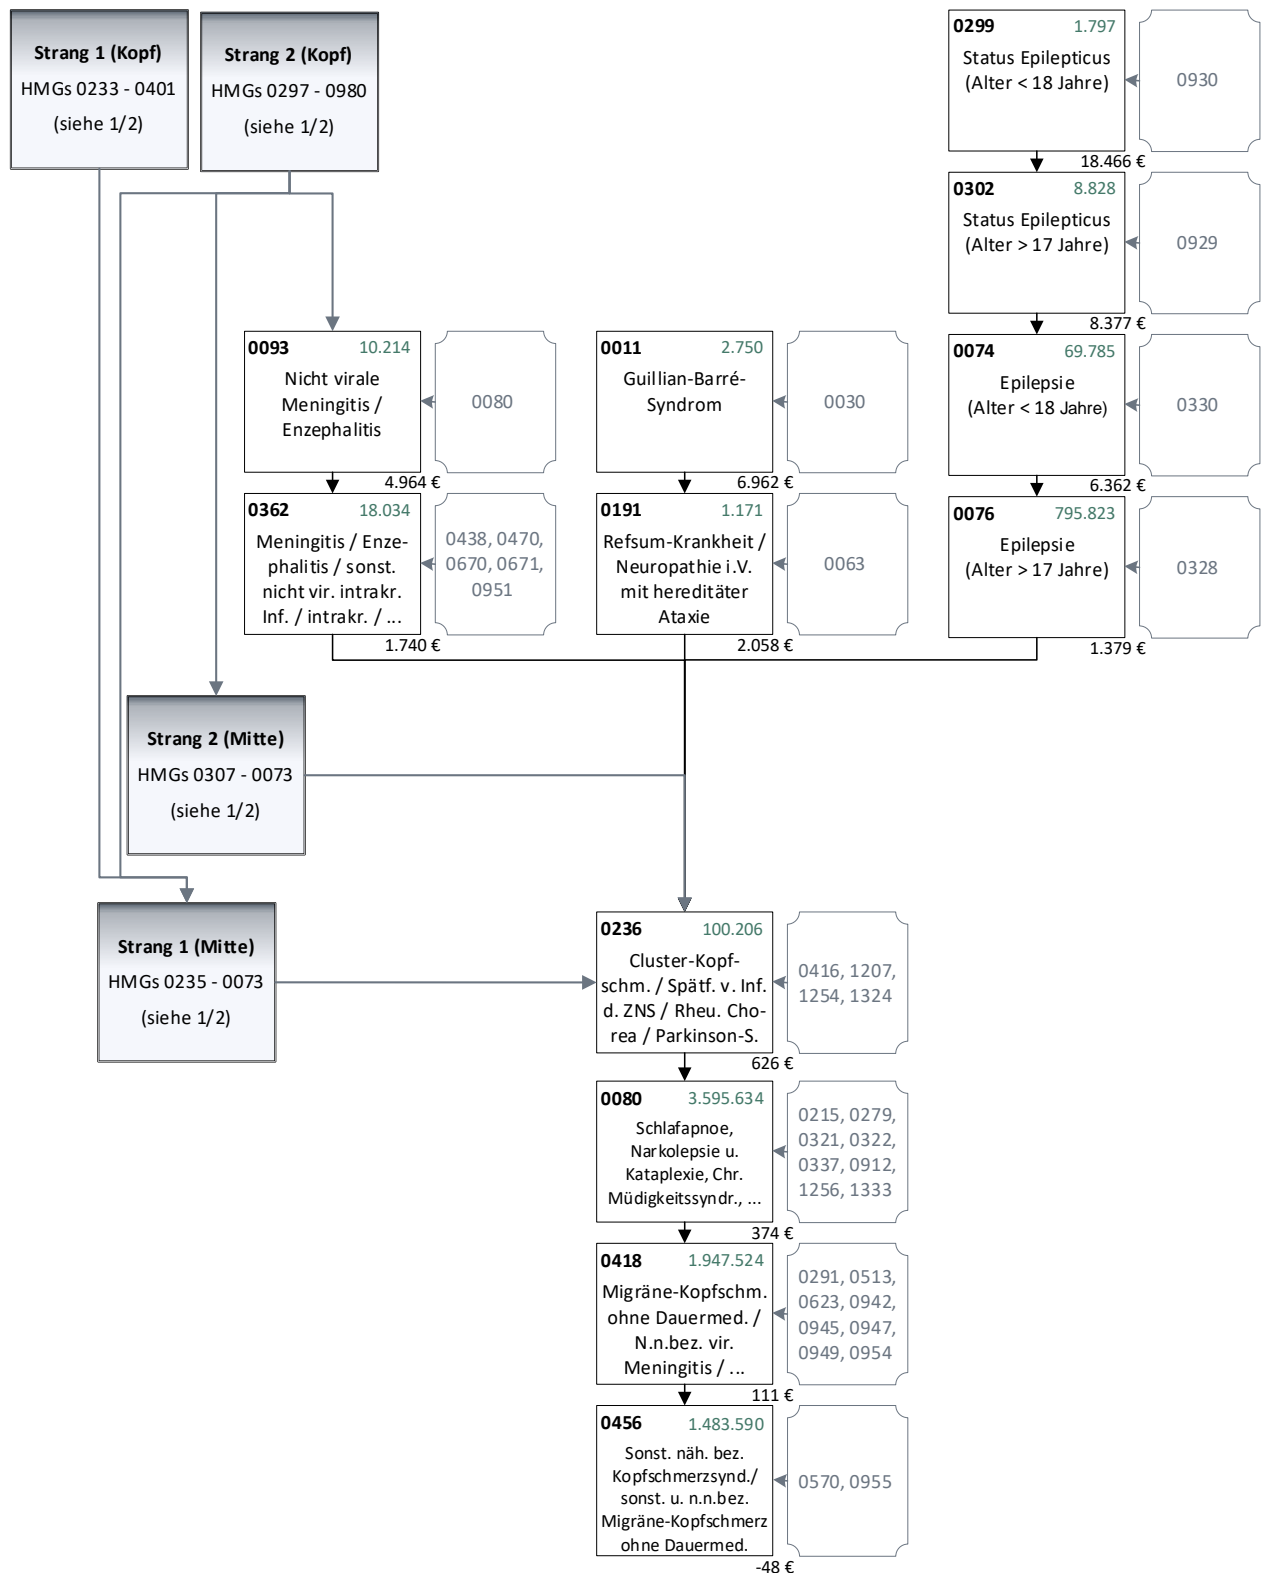 Strang 1 (Kopf)
HMGs 0233 - 0401
(siehe 1/2)
Strang 2 (Kopf)
HMGs 0297 - 0980
(siehe 1/2)
0299 1.797
Status Epilepticus
(Alter < 18 Jahre)
0930
18.466 €
0302 8.828
Status Epilepticus
(Alter > 17 Jahre)
0929
8.377 €
0093 10.214
Nicht virale
Meningitis /
Enzephalitis
0080
4.964 €
0011 2.750
Guillian-Barré-
Syndrom
0030
6.962 €
0074 69.785
Epilepsie
(Alter < 18 Jahre)
0330
6.362 €
0362 18.034
Meningitis / Enze-
phalitis / sonst.
nicht vir. intrakr.
Inf. / intrakr. / ...
0438, 0470,
0670, 0671,
0951
1.740 €
0191 1.171
Refsum-Krankheit /
Neuropathie i.V.
mit hereditäter
Ataxie
0063
2.058 €
0076 795.823
Epilepsie
(Alter > 17 Jahre)
0328
1.379 €
Strang 2 (Mitte)
HMGs 0307 - 0073
(siehe 1/2)
Strang 1 (Mitte)
HMGs 0235 - 0073
(siehe 1/2)
0236 100.206
Cluster-Kopf-
schm. / Spätf. v. Inf.
d. ZNS / Rheu. Cho-
rea / Parkinson-S.
0416, 1207,
1254, 1324
626 €
0080 3.595.634
Schlafapnoe,
Narkolepsie u.
Kataplexie, Chr.
Müdigkeitssyndr., ...
0215, 0279,
0321, 0322,
0337, 0912,
1256, 1333
374 €
0418 1.947.524
Migräne-Kopfschm.
ohne Dauermed. /
N.n.bez. vir.
Meningitis / ...
0291, 0513,
0623, 0942,
0945, 0947,
0949, 0954
111 €
0456 1.483.590
Sonst. näh. bez.
Kopfschmerzsynd./
sonst. u. n.n.bez.
Migräne-Kopfschmerz
ohne Dauermed.
0570, 0955
-48 €